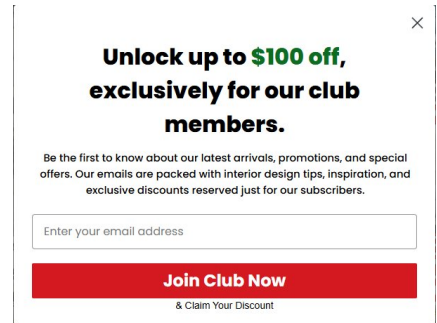 Unlock up to $100 off,
exclusively for our club
members.
Be the first to know about our latest arrivals, promotions, and special
offers. Our emails are packed with interior design tips, inspiration, and
exclusive discounts reserved just for our subscribers.
Enter your email address
Join Club Now
& Claim Your Discount